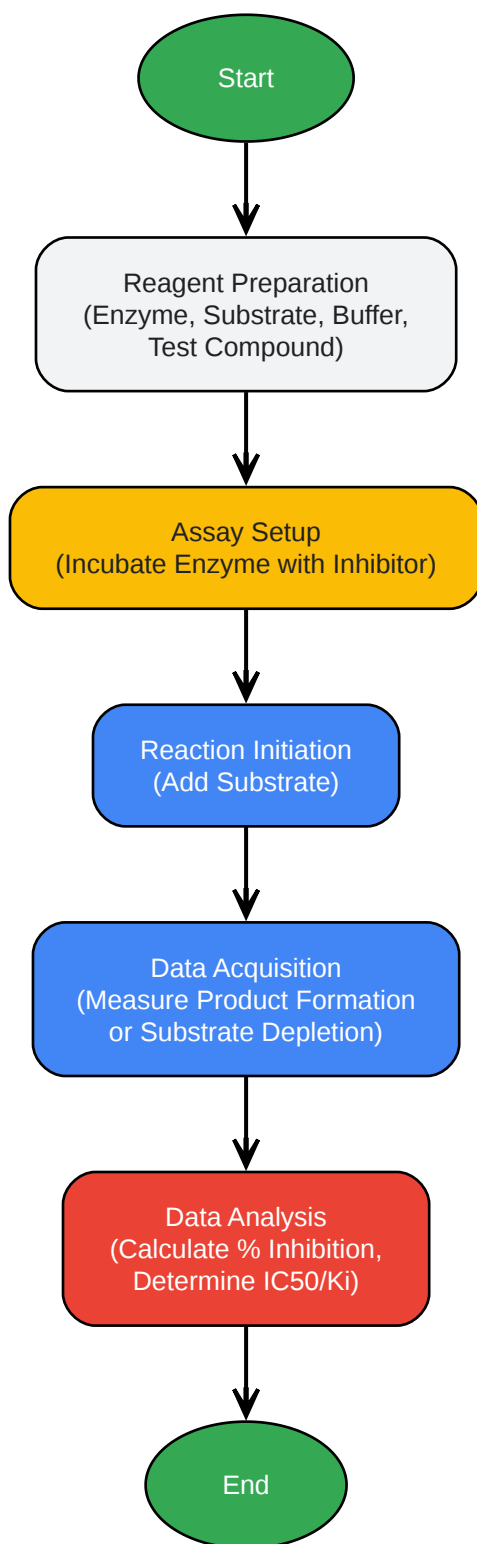 Start
Reagent Preparation
(Enzyme, Substrate, Buffer,
Test Compound)
Assay Setup
(Incubate Enzyme with Inhibitor)
Reaction Initiation
(Add Substrate)
Data Acquisition
(Measure Product Formation
or Substrate Depletion)
Data Analysis
(Calculate % Inhibition,
Determine IC50/Ki)
End